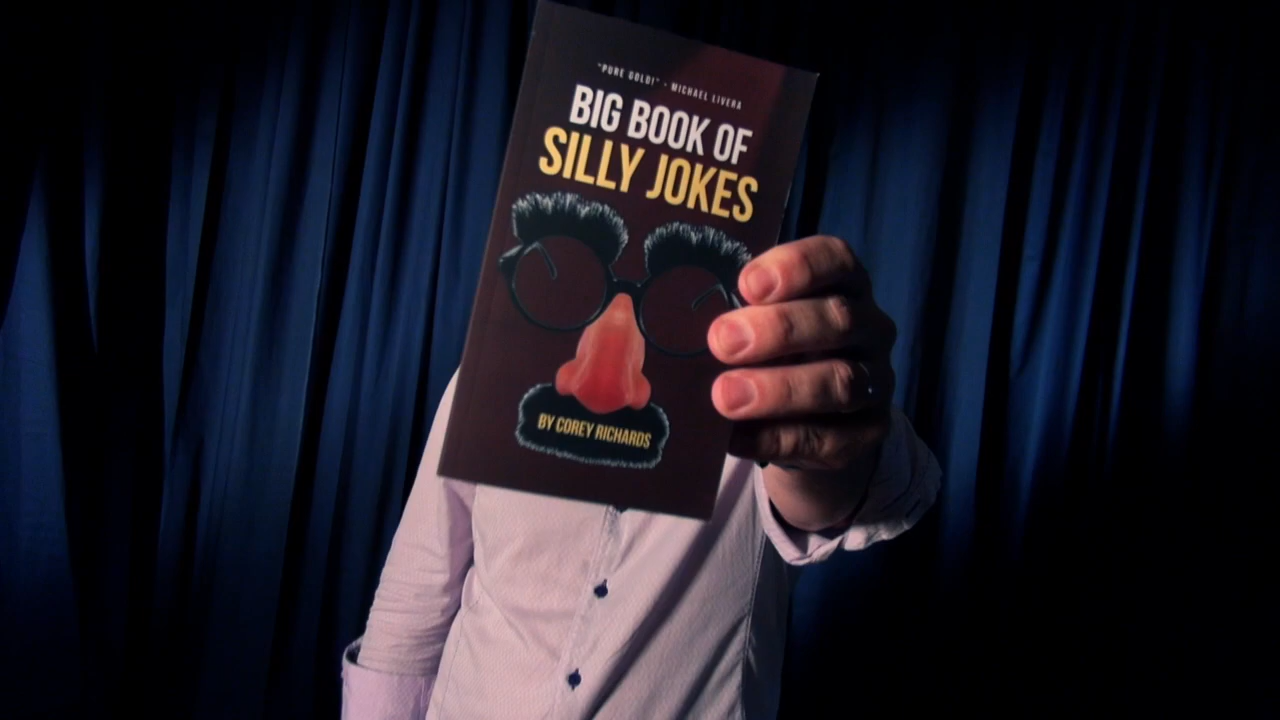 "PURE GOLD!" - MICHAEL LIVERA
BIG BOOK OF
SILLY JOKES
BY COREY RICHARDS